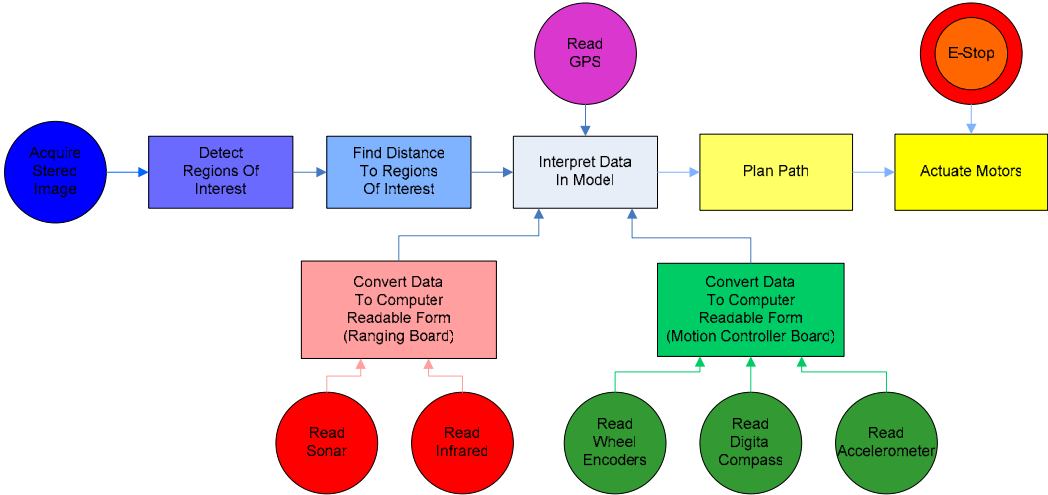 Read
GPS
E-Stop
Acquire
Stereo
Image
Detect
Regions Of
Interest
Find Distance
To Regions
Of Interest
Interpret Data
In Model
Plan Path
Actuate Motors
Convert Data
To Computer
Readable Form
(Ranging Board)
Convert Data
To Computer
Readable Form
(Motion Controller Board)
Read
Sonar
Read
Infrared
Read
Wheel
Encoders
Read
Digita
Compass
Read
Accelerometer